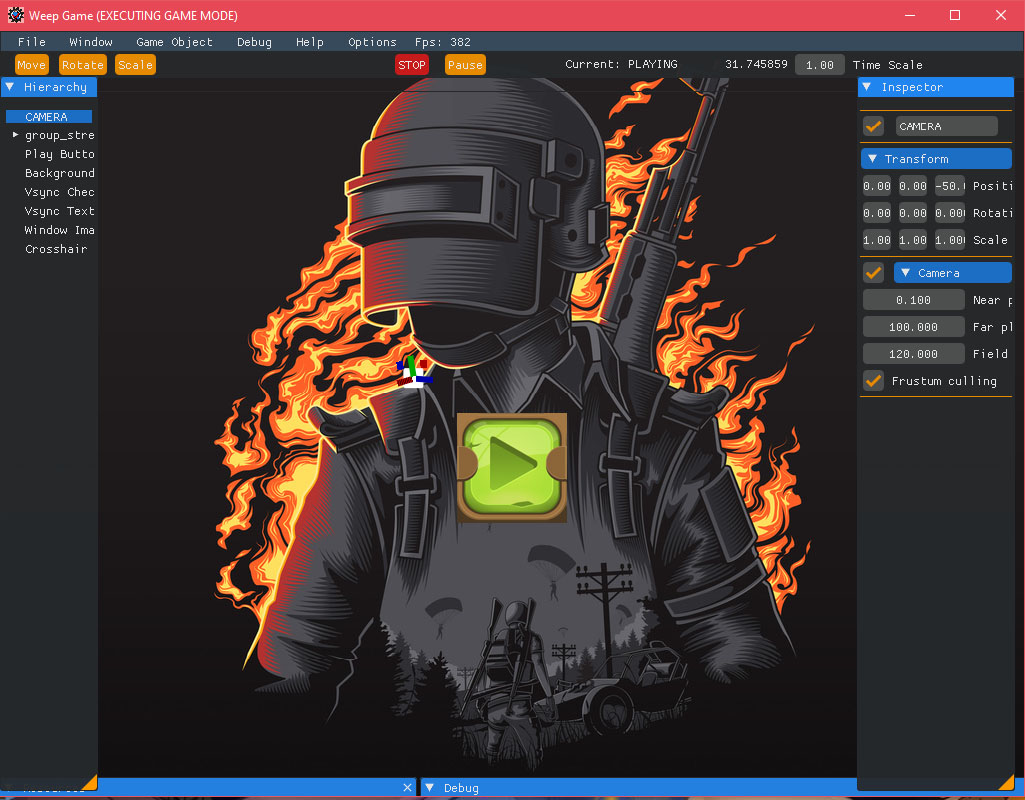 Weep Game (EXECUTING GAME MODE)
File Window Game Object Debug Help Options Fps: 382
Move Rotate Scale STOP Pause Current: PLAYING 31.745859 1.00 Time Scale
Hierarchy
CAMERA
group_stre
Play Butto
Background
Vsync Chec
Vsync Text
Window Ima
Crosshair
Inspector
CAMERA
Transform
0.00 0.00 -50. Positi
0.00 0.00 0.00 Rotati
1.00 1.00 1.00 Scale
Camera
0.100 Near p
100.000 Far pl
120.000 Field
Frustum culling
Debug